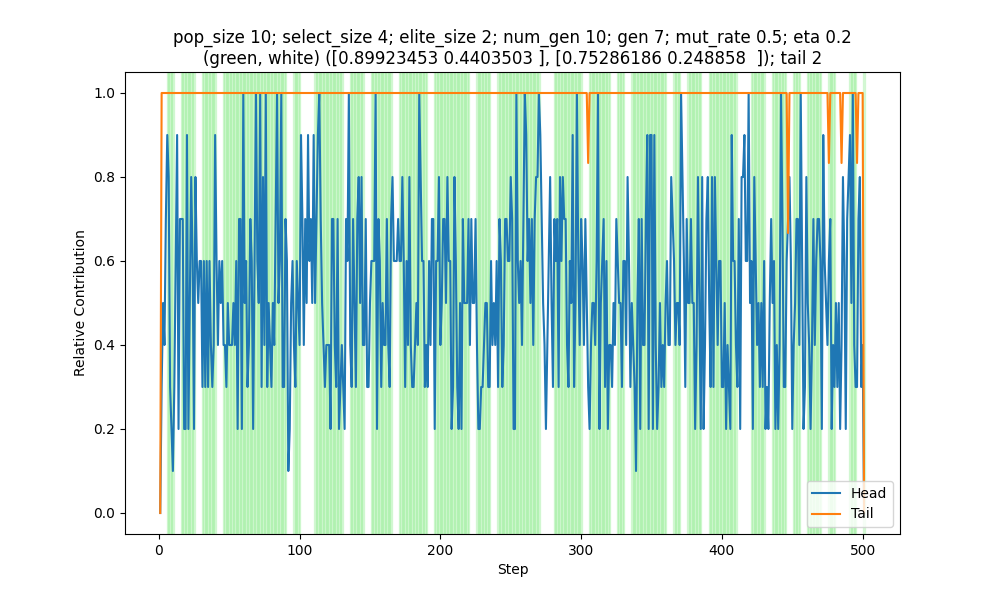 pop_size 10; select_size 4; elite_size 2; num_gen 10; gen 7; mut_rate 0.5; eta 0.2
(green, white) ([0.89923453 0.4403503 ], [0.75286186 0.248858  ]); tail 2
1.0
0.8
0.6
0.4
0.2
0.0
Relative Contribution
Head
Tail
0
100
200
300
400
500
Step